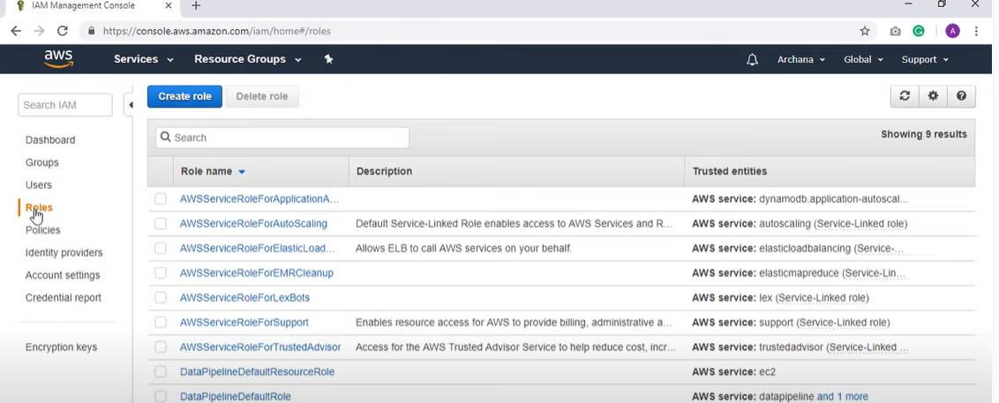 IAM Management Console
https://console.aws.amazon.com/iam/home#/roles
A
aws Services Resource Groups Archana Global Support
Search IAM
Dashboard
Groups
Users
Roles
Policies
Identity providers
Account settings
Credential report
Encryption keys
Create role Delete role
Search Showing 9 results
Role name Description Trusted entities
AWSServiceRoleForApplicationA... AWS service: dynamodb.application-autoscal...
AWSServiceRoleForAutoScaling Default Service-Linked Role enables access to AWS Services and R... AWS service: autoscaling (Service-Linked role)
AWSServiceRoleForElasticLoad... Allows ELB to call AWS services on your behalf. AWS service: elasticloadbalancing (Service-...
AWSServiceRoleForEMRCleanup AWS service: elasticmapreduce (Service-Lin...
AWSServiceRoleForLexBots AWS service: lex (Service-Linked role)
AWSServiceRoleForSupport Enables resource access for AWS to provide billing, administrative a... AWS service: support (Service-Linked role)
AWSServiceRoleForTrustedAdvisor Access for the AWS Trusted Advisor Service to help reduce cost, incr... AWS service: trustedadvisor (Service-Linked ...
DataPipelineDefaultResourceRole AWS service: ec2
DataPipelineDefaultRole AWS service: datapipeline and 1 more